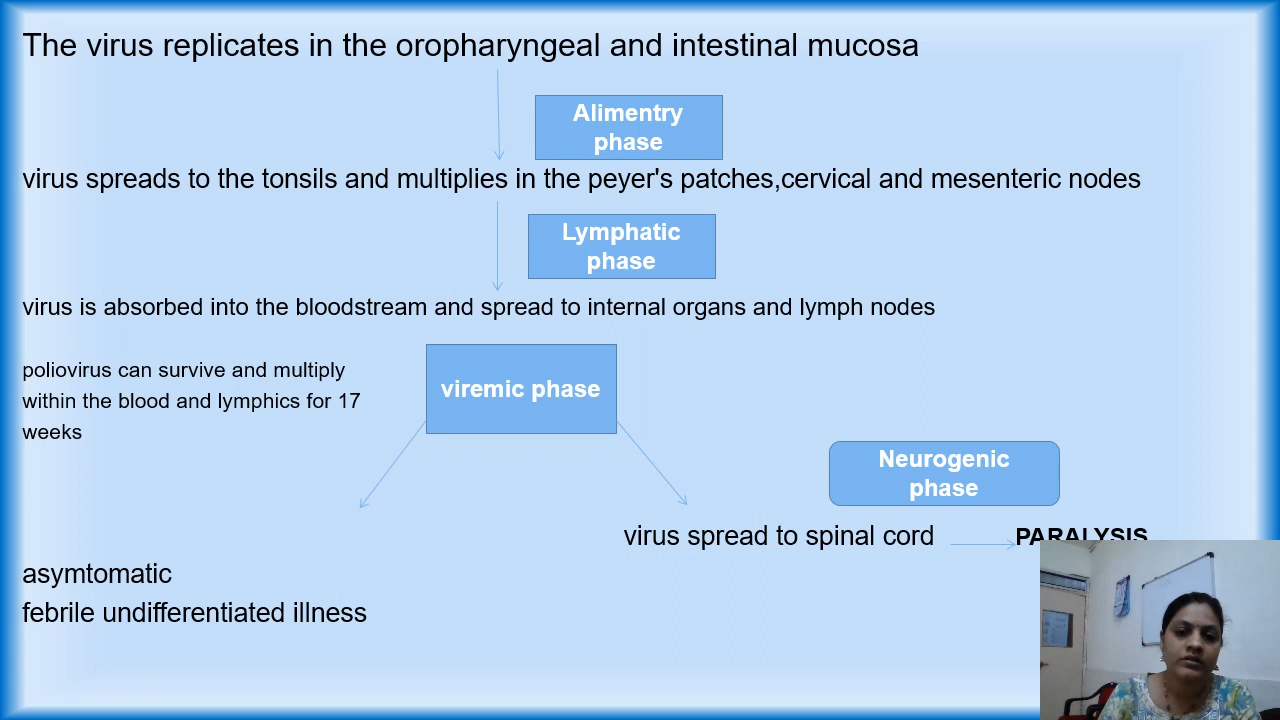 The virus replicates in the oropharyngeal and intestinal mucosa
Alimentry
phase
virus spreads to the tonsils and multiplies in the peyer's patches,cervical and mesenteric nodes
Lymphatic
phase
virus is absorbed into the bloodstream and spread to internal organs and lymph nodes
poliovirus can survive and multiply
within the blood and lymphics for 17
weeks
viremic phase
Neurogenic
phase
virus spread to spinal cord
PARALYSIS
asymtomatic
febrile undifferentiated illness